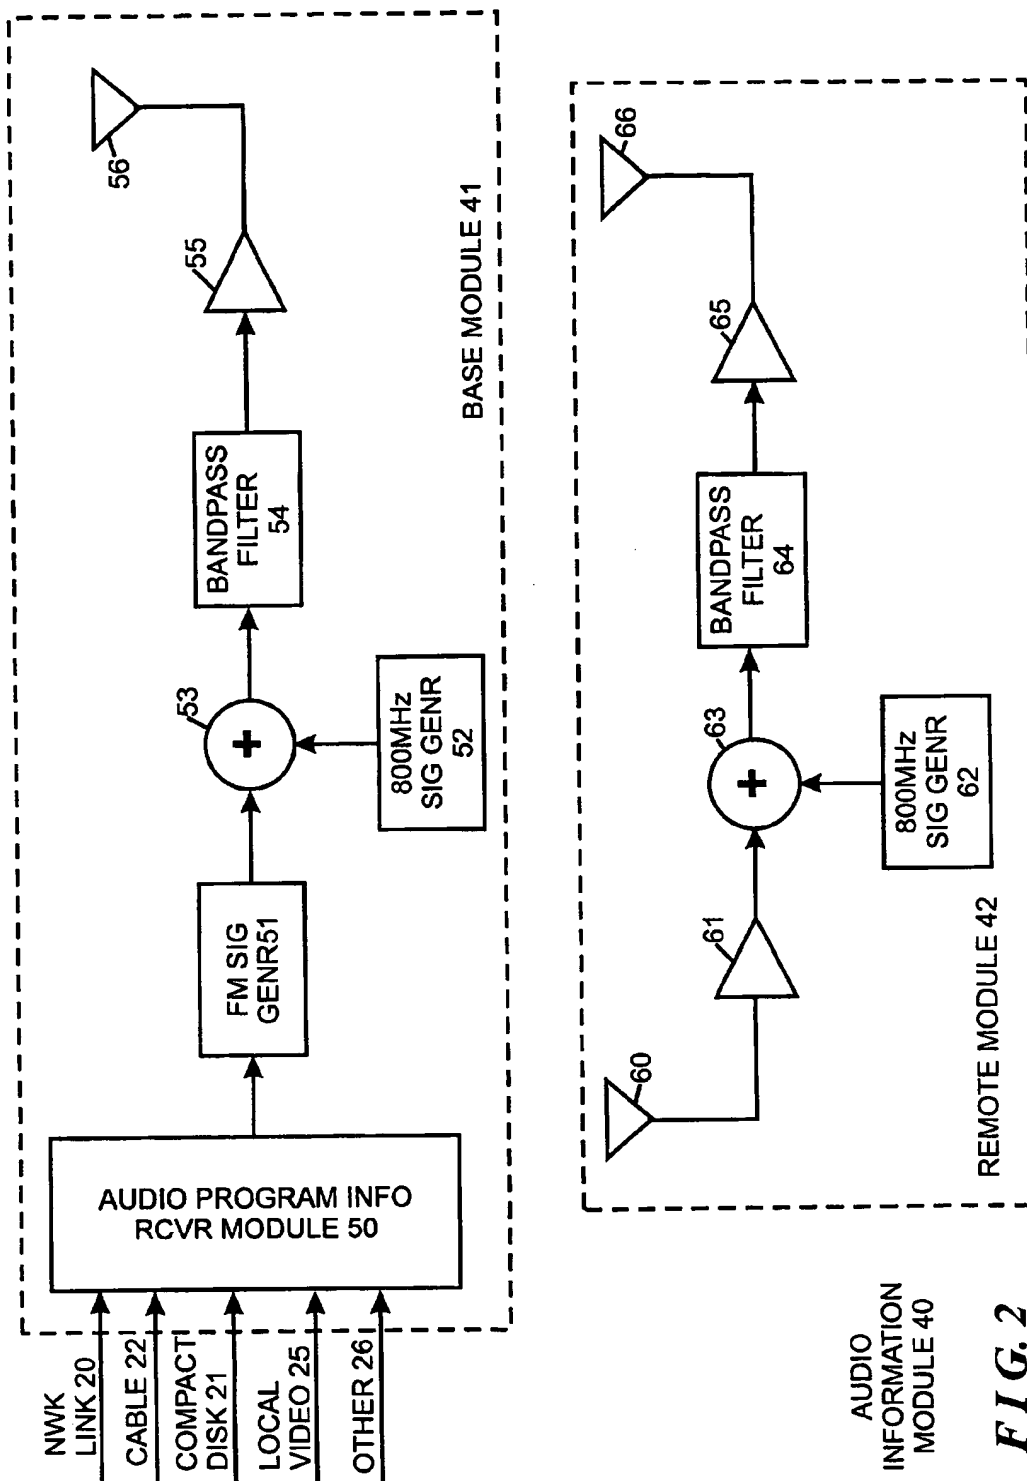 NWK
LINK 20
CABLE 22
COMPACT
DISK 21
LOCAL
VIDEO 25
OTHER 26
AUDIO PROGRAM INFO
RCVR MODULE 50
FM SIG
GENR51
53
+
800MHz
SIG GENR
52
BANDPASS
FILTER
54
55
56
BASE MODULE 41
60
61
63
+
800MHz
SIG GENR
62
BANDPASS
FILTER
64
65
66
REMOTE MODULE 42
AUDIO
INFORMATION
MODULE 40
FIG. 2